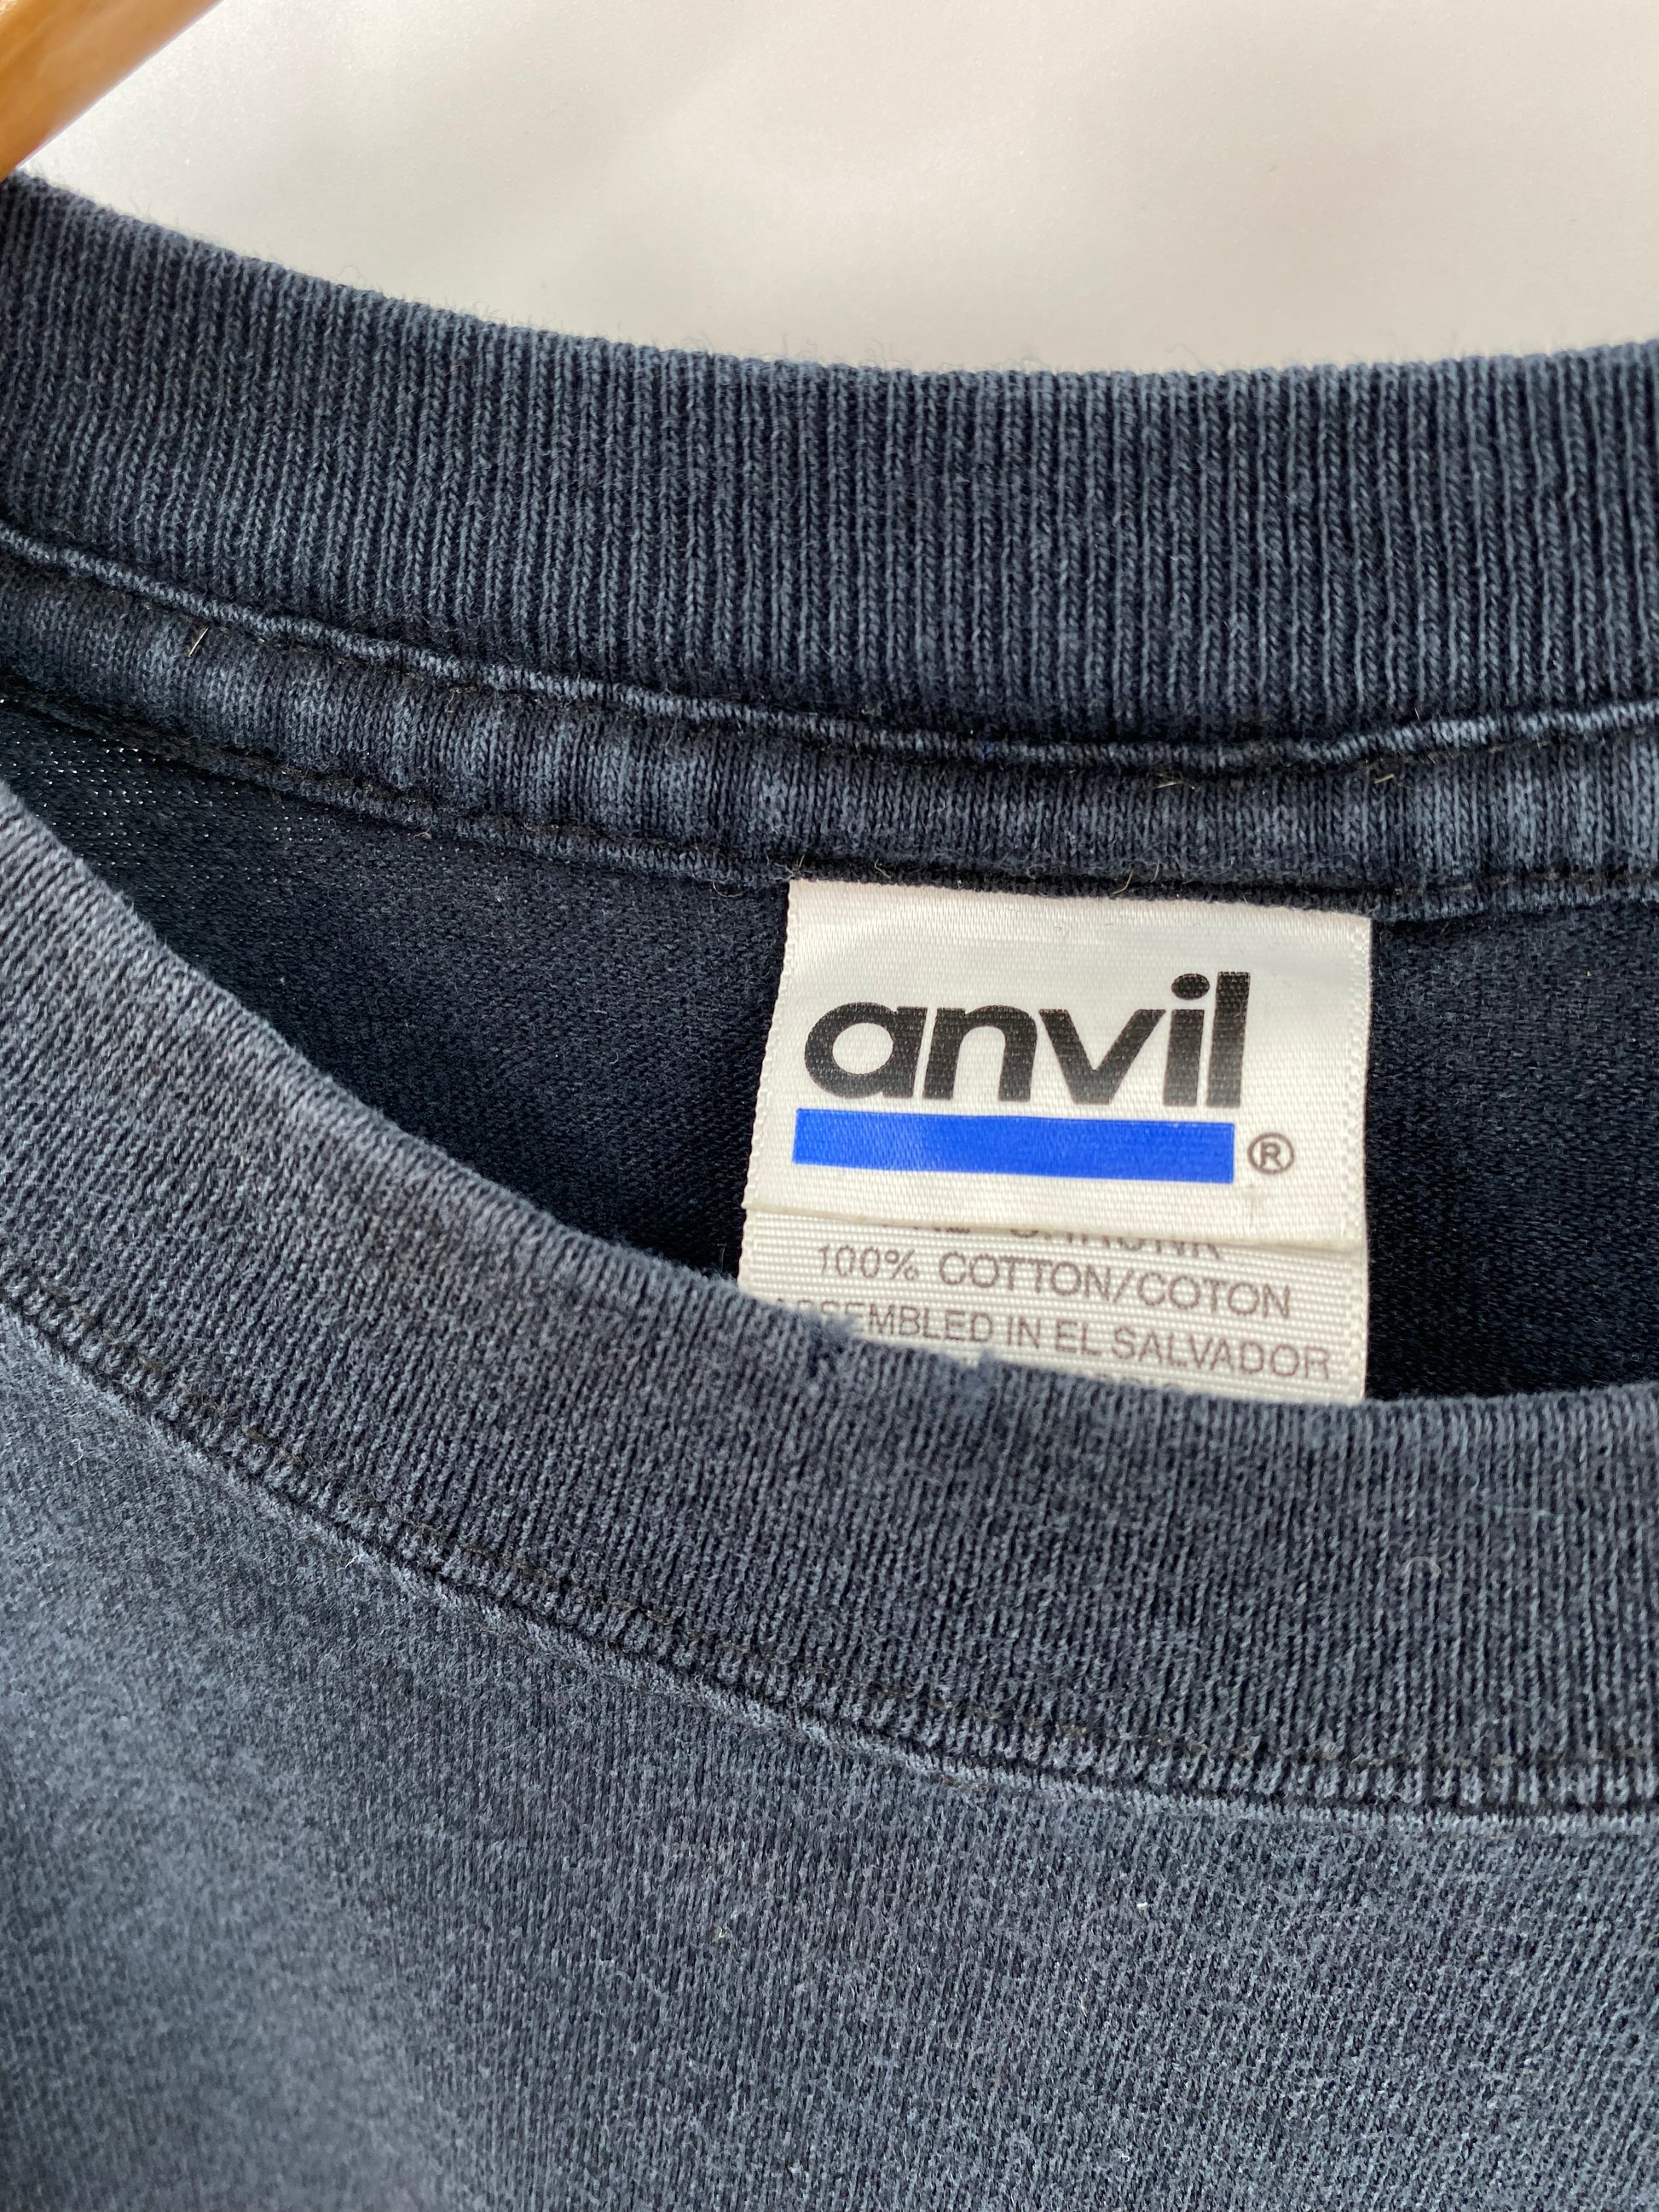 anvil®
100% COTTON/COTON
ASSEMBLED IN EL SALVADOR